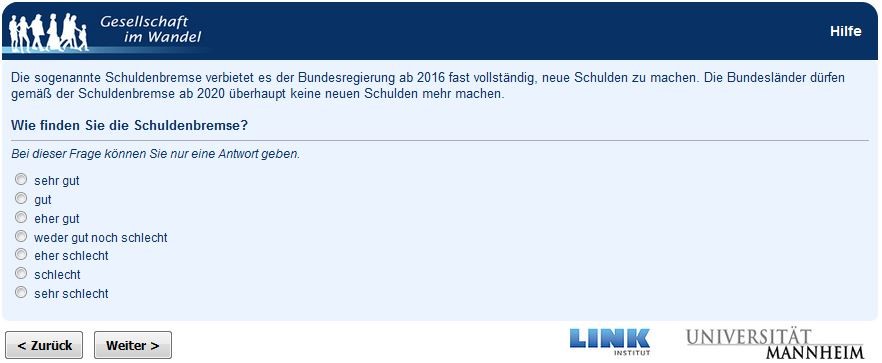 Gesellschaft
im Wandel
Hilfe
Die sogenannte Schuldenbremse verbietet es der Bundesregierung ab 2016 fast vollständig, neue Schulden zu machen. Die Bundesländer dürfen
gemäß der Schuldenbremse ab 2020 überhaupt keine neuen Schulden mehr machen.
Wie finden Sie die Schuldenbremse?
Bei dieser Frage können Sie nur eine Antwort geben.
sehr gut
gut
eher gut
weder gut noch schlecht
eher schlecht
schlecht
sehr schlecht
< Zurück
Weiter >
LINK
INSTITUT
UNIVERSITÄT
MANNHEIM